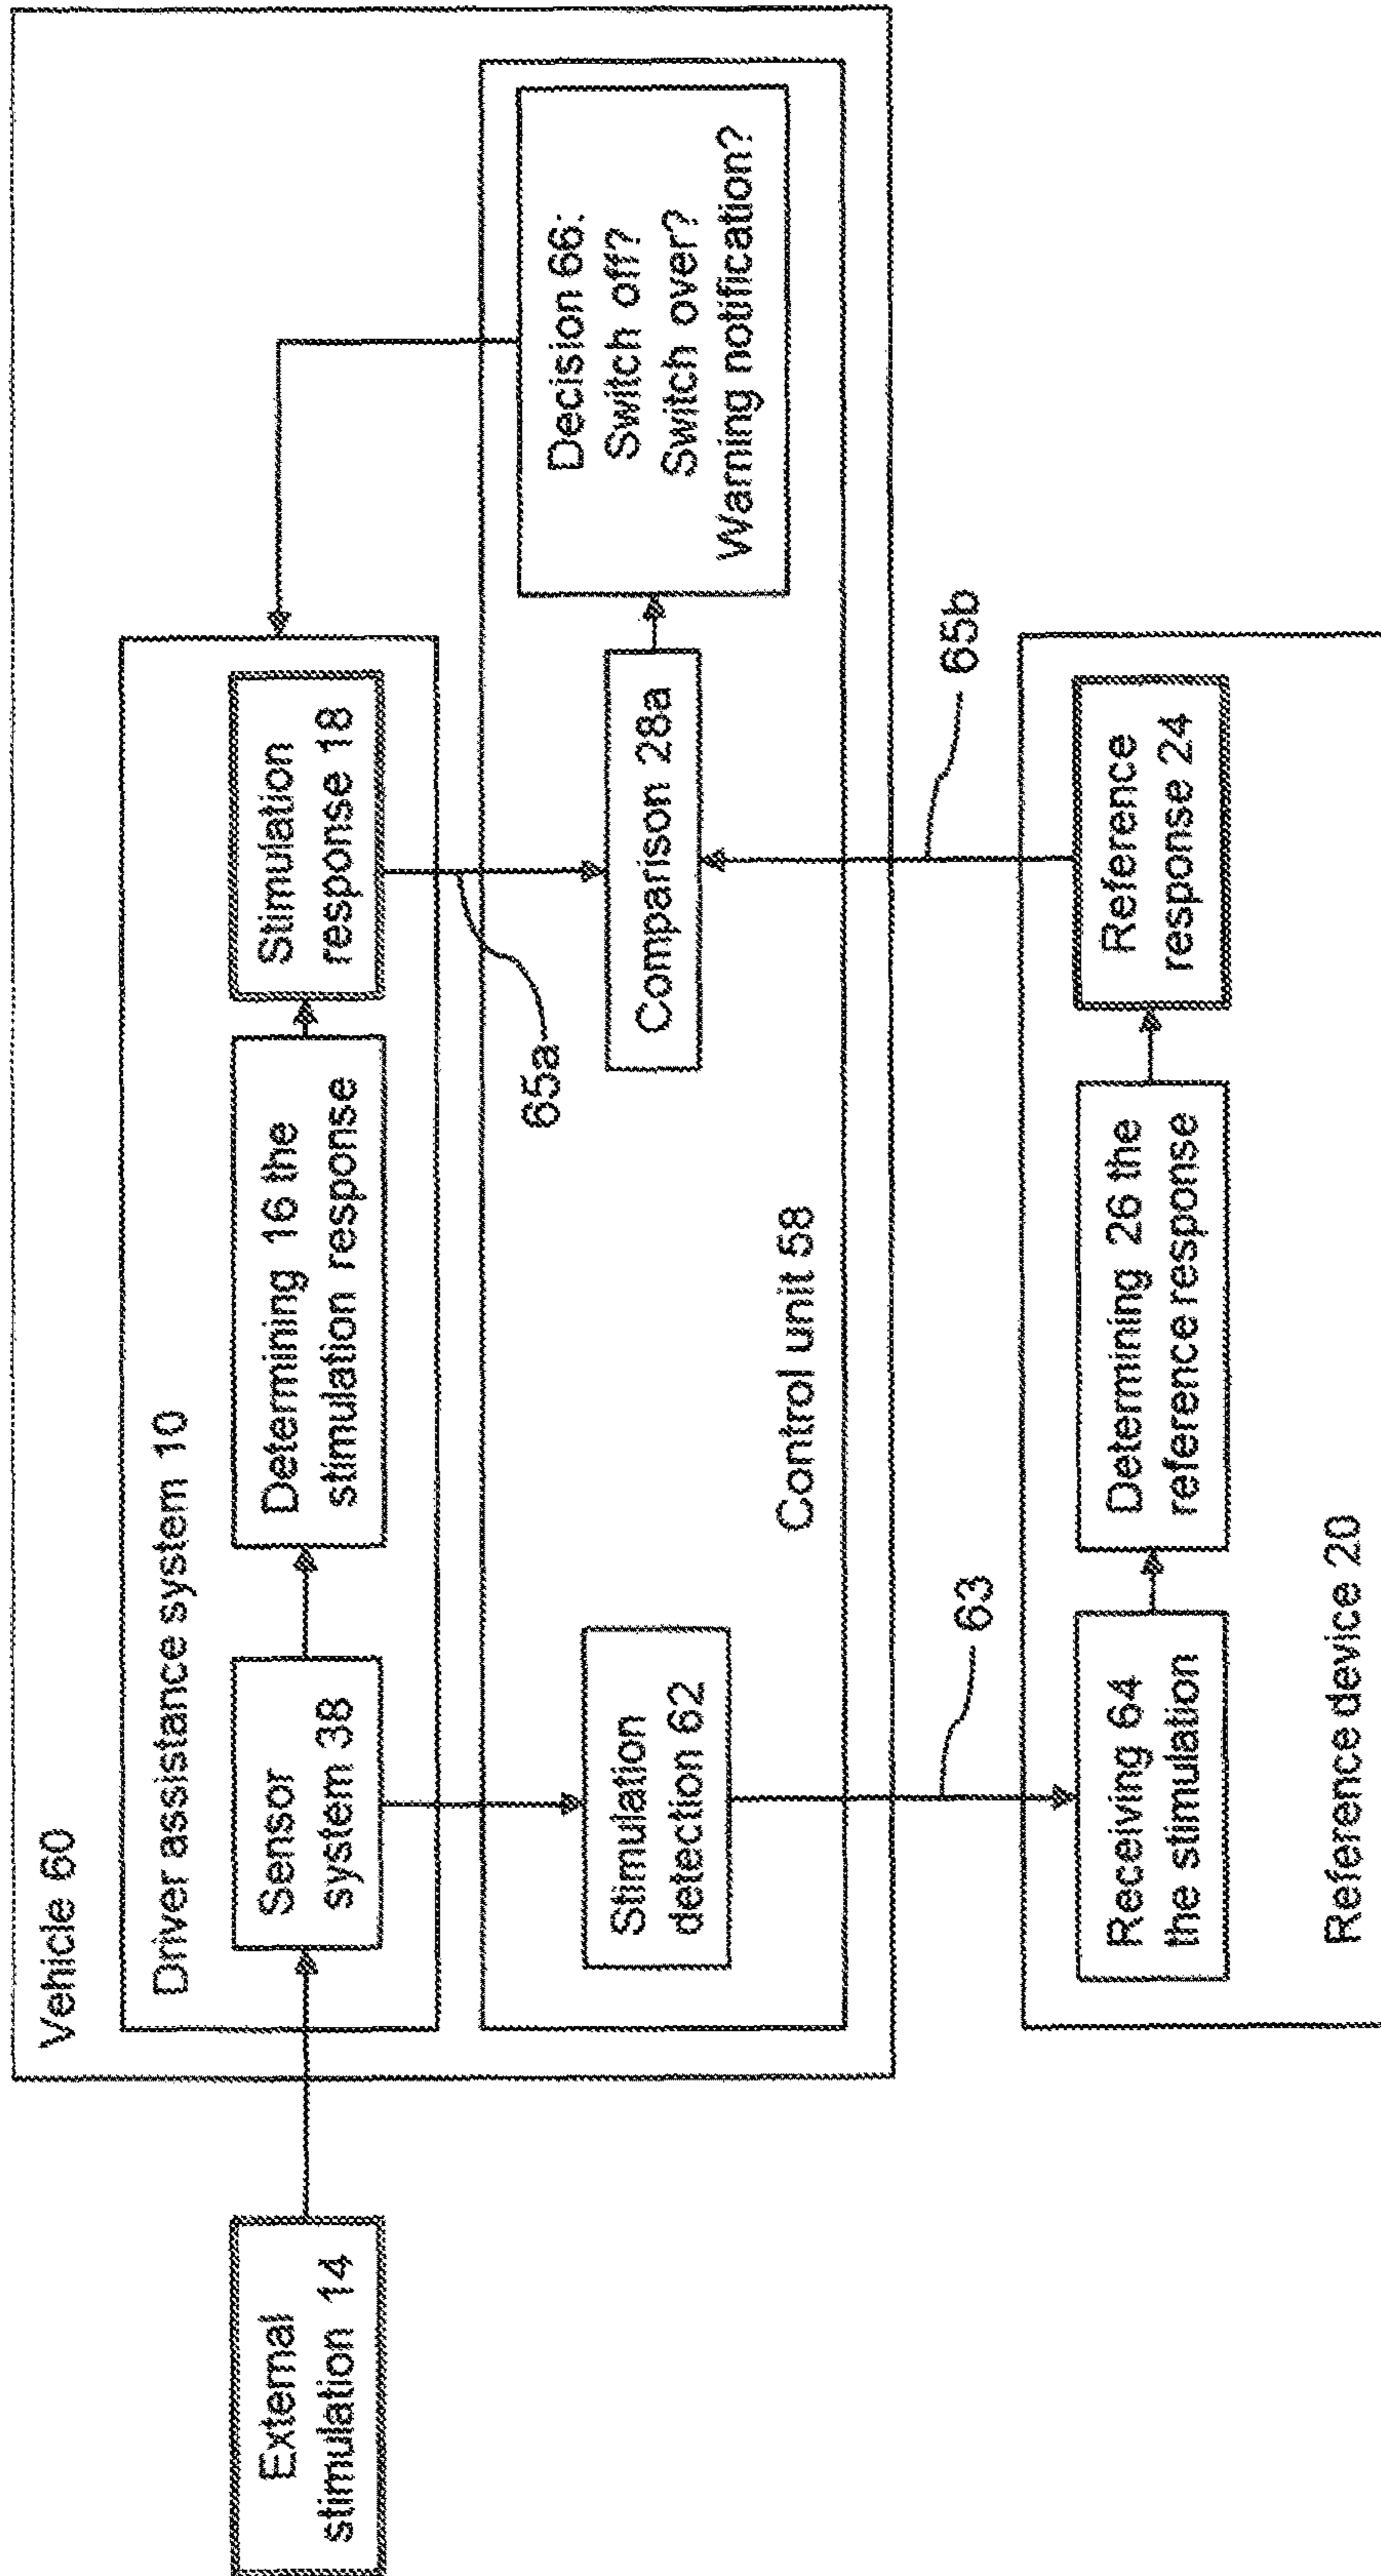 Vehicle 60
Driver assistance system 10
External
stimulation 14
Sensor
system 38
Determining 16 the
stimulation response
Stimulation
response 18
65a
Stimulation
detection 62
Comparison 28a
Decision 66:
Switch off?
Switch over?
Warning notification?
Control unit 58
63
65b
Receiving 64
the stimulation
Determining 26 the
reference response
Reference
response 24
Reference device 20